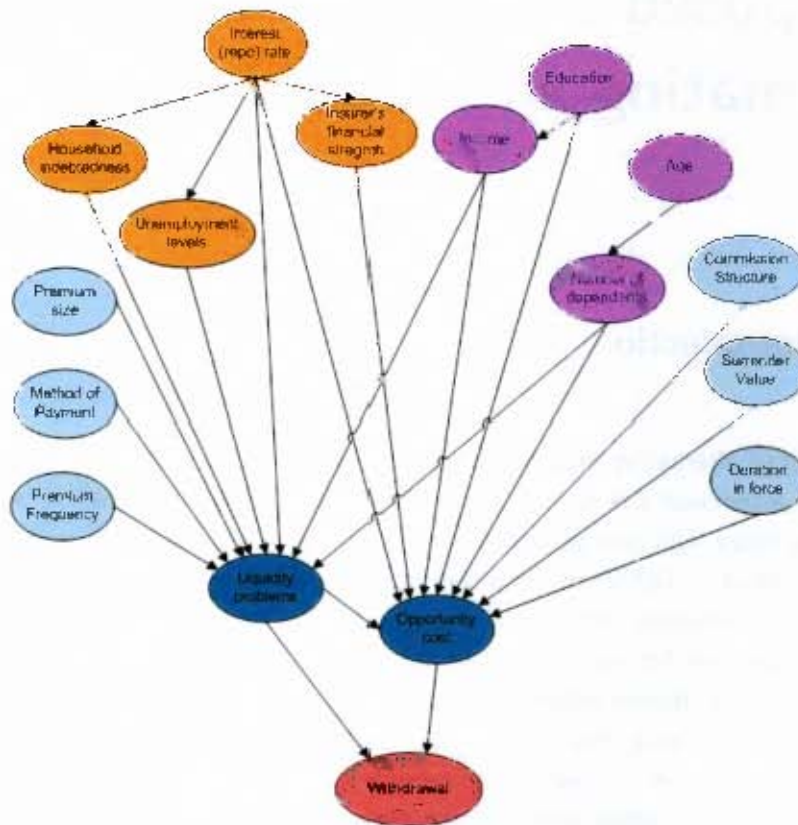 Interest
(repo) rate
Education
Insurer's
financial
strength
Income
Household
indebtedness
Age
Unemployment
levels
Commission
Structure
Number of
dependents
Premium
size
Surrender
Value
Method of
Payment
Duration
in force
Premium
Frequency
Liquidity
problems
Opportunity
cost
Withdrawal